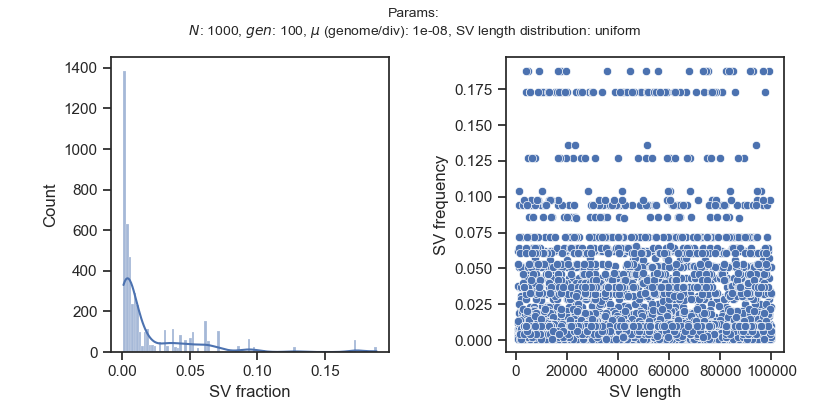 Params:
N: 1000, gen: 100, μ (genome/div): 1e-08, SV length distribution: uniform
1400
1200
1000
800
600
400
200
0
Count
0.00 0.05 0.10 0.15
SV fraction
0.175
0.150
0.125
0.100
0.075
0.050
0.025
0.000
SV frequency
0 20000 40000 60000 80000 100000
SV length